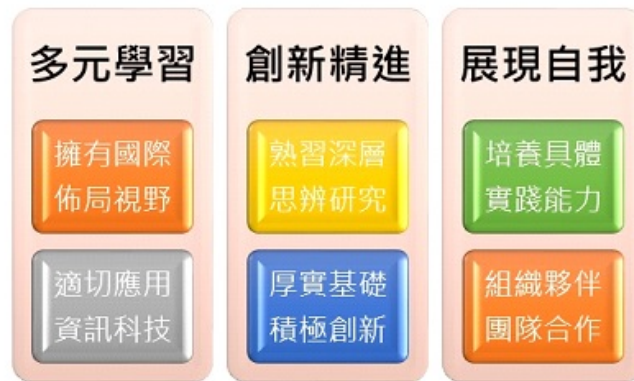 多元學習
擁有國際
佈局視野
適切應用
資訊科技
創新精進
熟習深層
思辨研究
厚實基礎
積極創新
展現自我
培養具體
實踐能力
組織夥伴
團隊合作